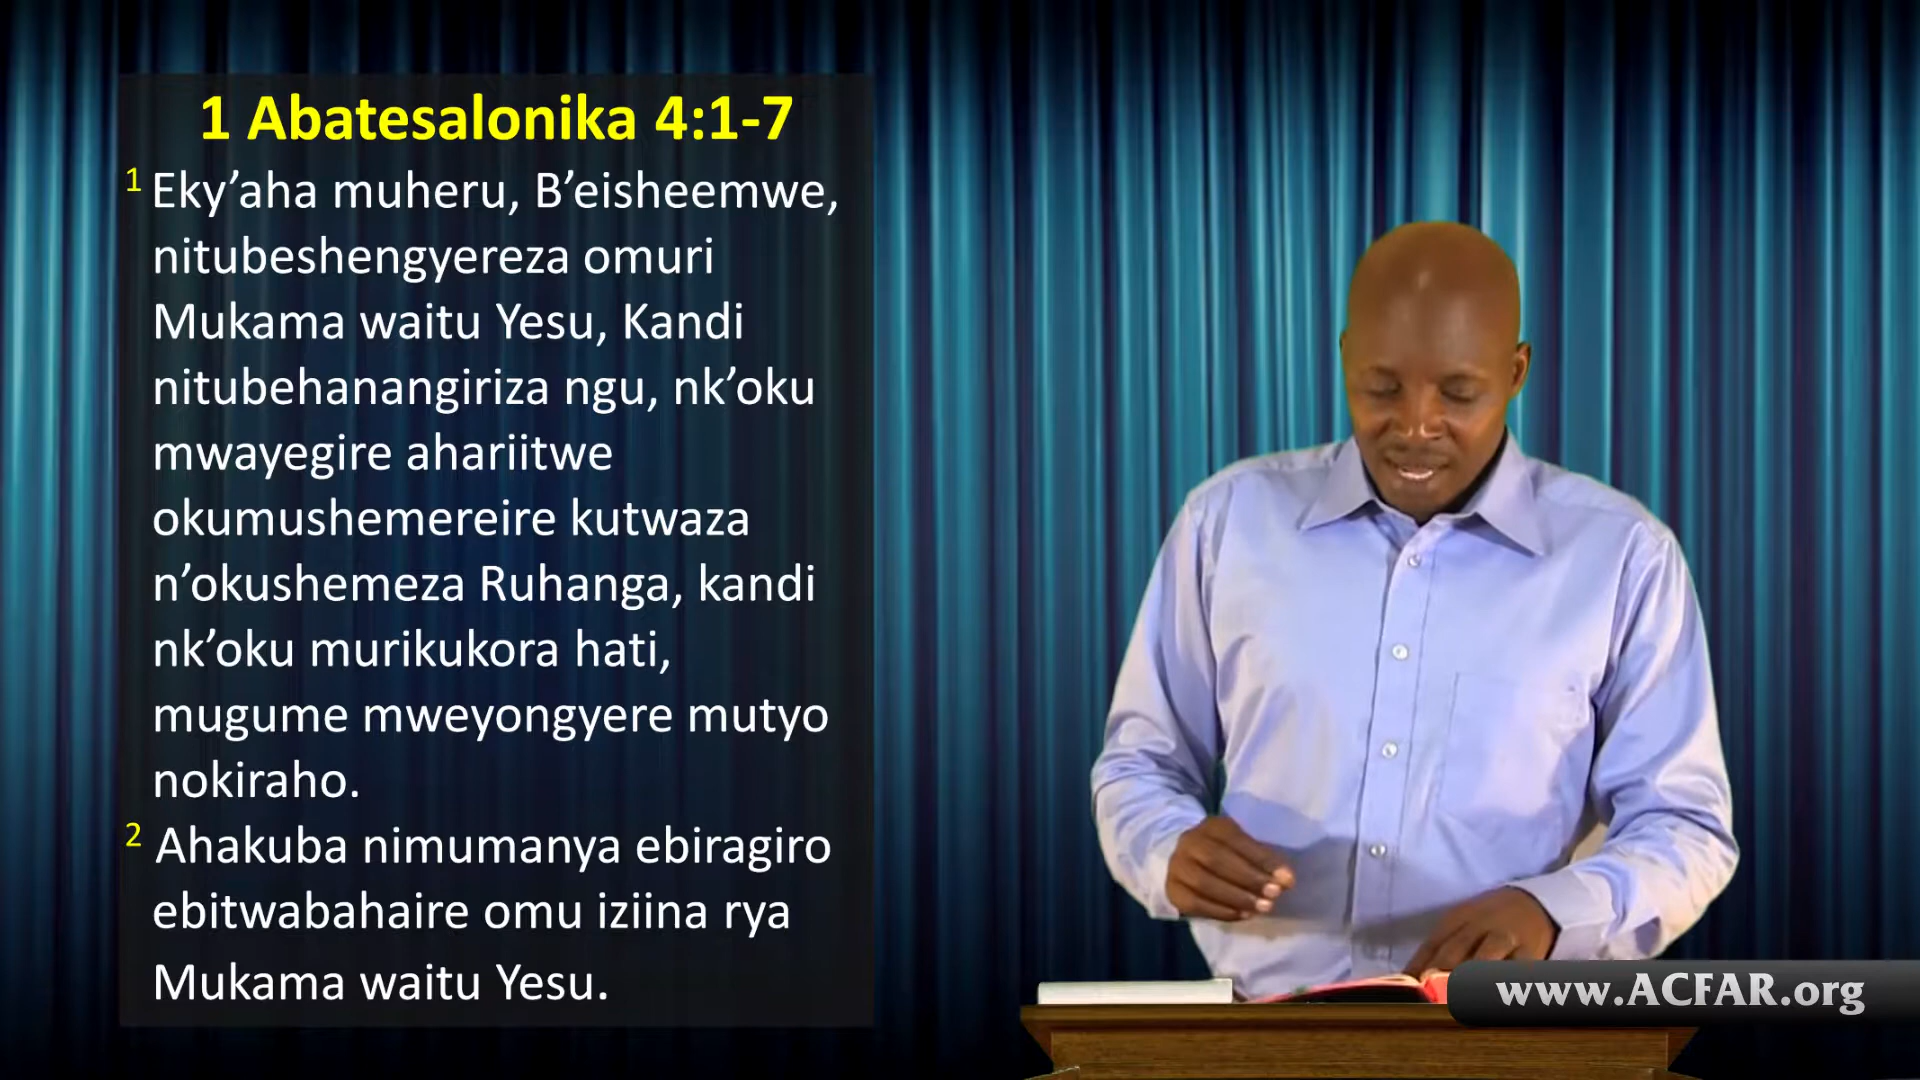 1 Abatesalonika 4:1-7
1 Eky’aha muheru, B’eisheemwe,
nitubeshengyereza omuri
Mukama waitu Yesu, Kandi
nitubehanangiriza ngu, nk’oku
mwayegire ahariitwe
okumushemereire kutwaza
n’okushemeza Ruhanga, kandi
nk’oku murikukora hati,
mugume mweyongyere mutyo
nokiraho.
2 Ahakuba nimumanya ebiragiro
ebitwabahaire omu iziina rya
Mukama waitu Yesu.
www.ACFAR.org